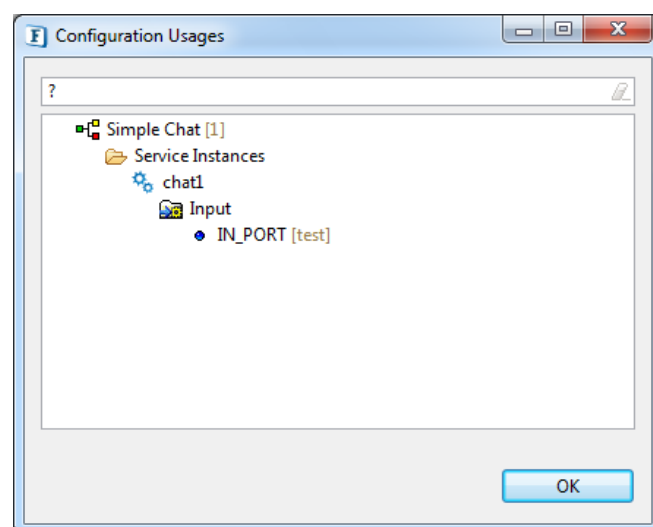 Configuration Usages
?
Simple Chat [1]
Service Instances
chat1
Input
IN_PORT [test]
OK